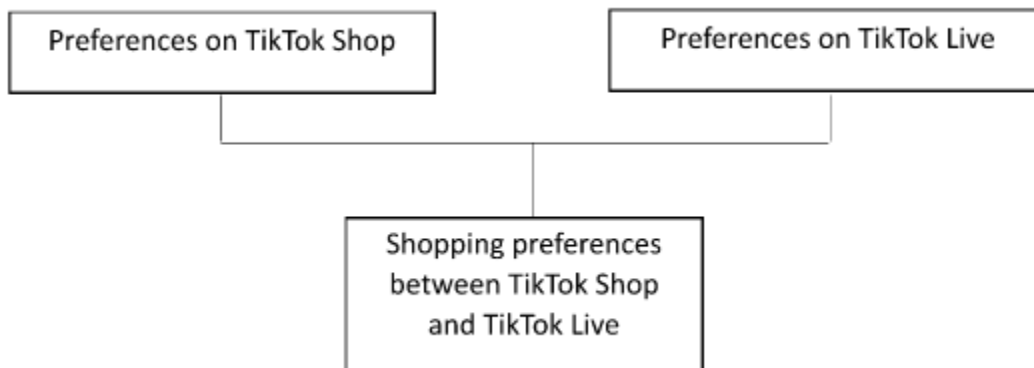 Preferences on TikTok Shop
Preferences on TikTok Live
Shopping preferences
between TikTok Shop
and TikTok Live